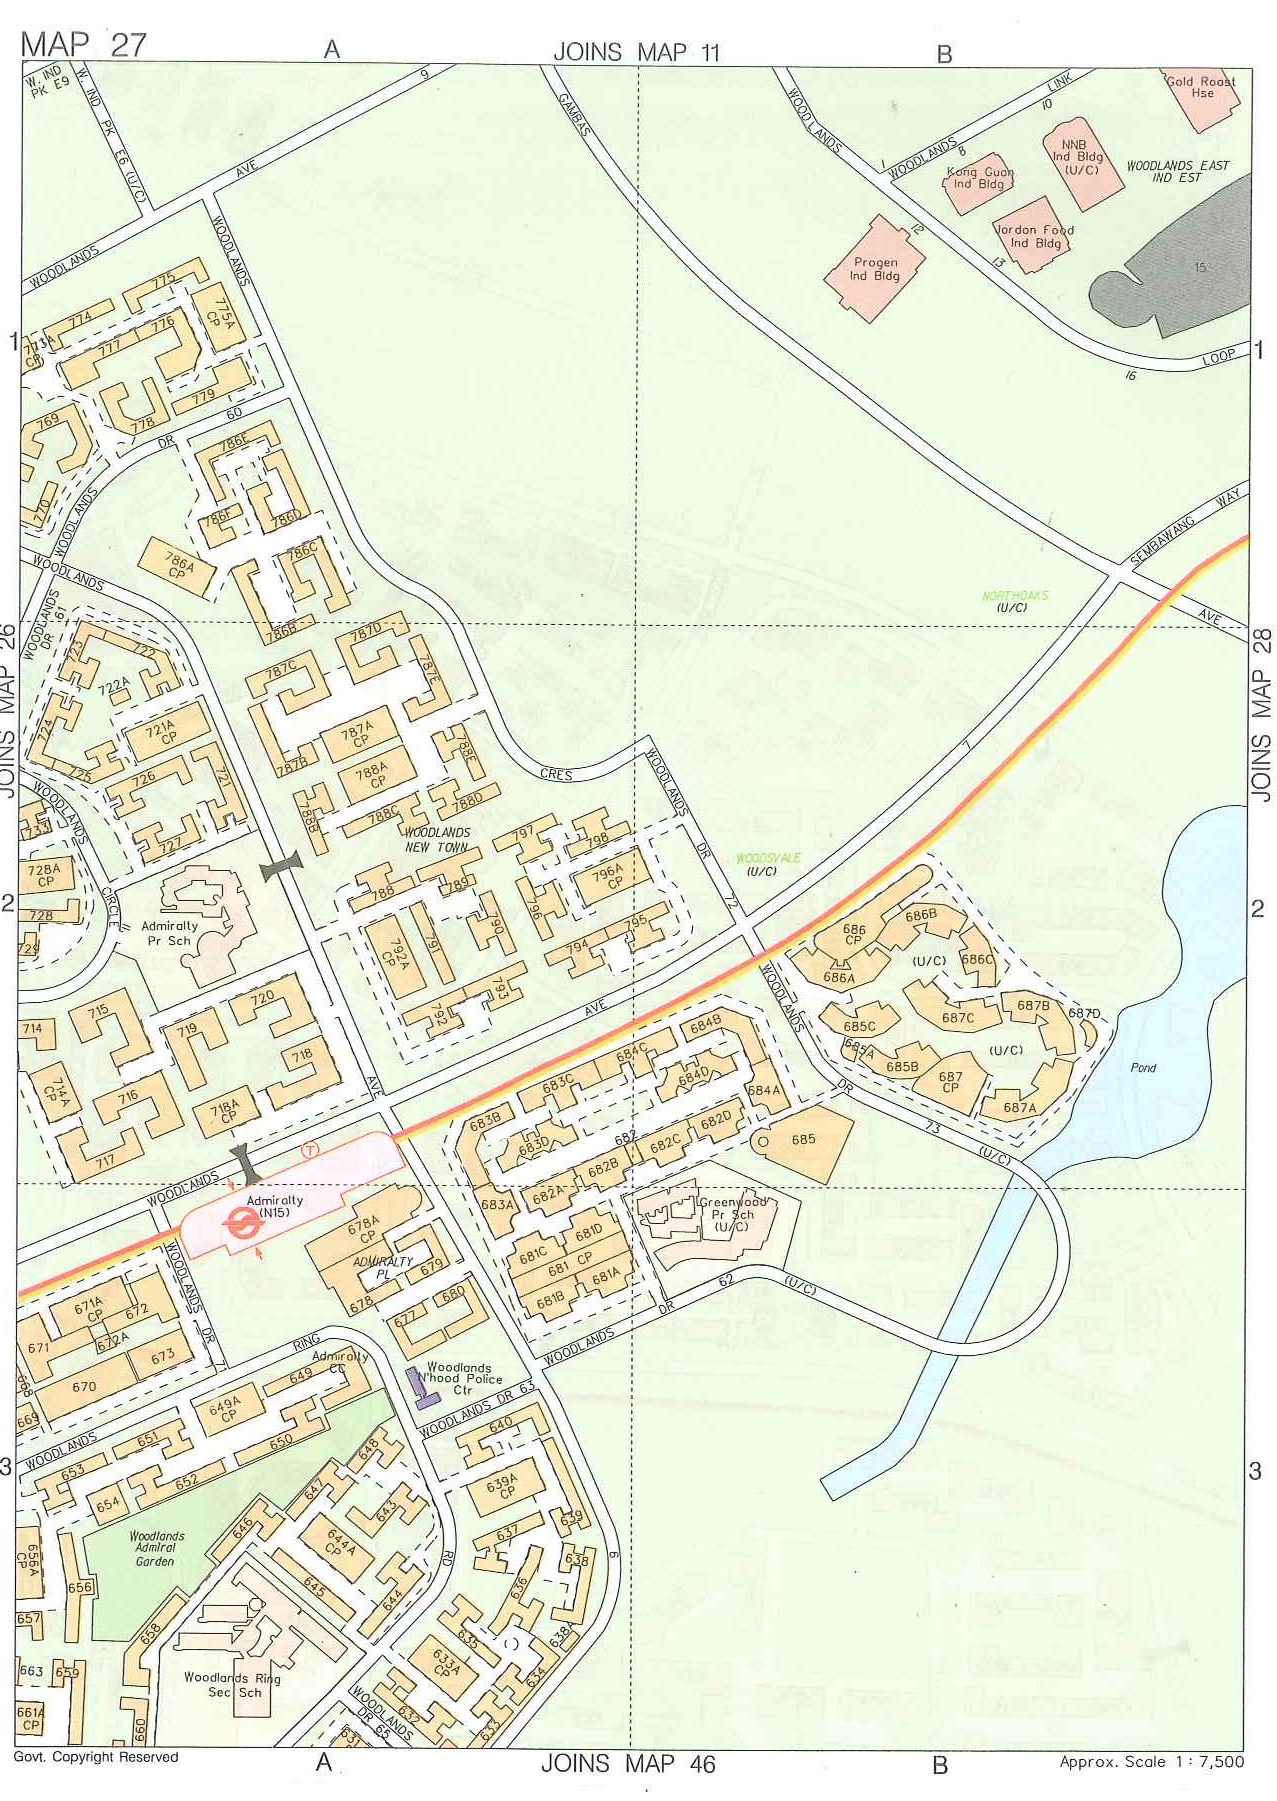 MAP 27
A
JOINS MAP 11
B
W. IND
PK E9
W. IND PK E6 (U/C)
9
AVE
WOODLANDS
WOODLANDS
GAMBAS
WOODLANDS
1
WOODLANDS
LINK
8
10
Gold Roast
Hse
NNB
Ind Bldg
(U/C)
Kong Guan
Ind Bldg
WOODLANDS EAST
IND EST
12
Jordon Food
Ind Bldg
13
Progen
Ind Bldg
15
16
LOOP
1
1
775
774
775A
CP
776
773A
CP
777
779
778
769
770
60
DR
WOODLANDS
786E
786F
786D
786C
786A
CP
786B
WOODLANDS
WOODLANDS
DR 61
SEMBAWANG
WAY
NORTHOAKS
(U/C)
AVE
JOINS MAP 26
JOINS MAP 28
723
722
722A
724
721A
CP
725
726
721
727
787D
787C
787E
787A
CP
787B
788A
CP
788E
788D
788C
788B
CRES
WOODLANDS
DR
72
7
WOODLANDS
NEW TOWN
WOODSVALE
(U/C)
797
798
796A
CP
796
795
794
788
789
790
791
792A
CP
793
792
WOODLANDS
733
728A
CP
728
729
CIRCLE
11
2
2
Admiralty
Pr Sch
AVE
686B
686
CP
(U/C)
686C
686A
685C
687C
687B
687D
685A
685B
687
CP
(U/C)
687A
Pond
WOODLANDS
DR
73
(U/C)
714
715
714A
716
717
719
720
718
718A
CP
AVE
684B
684C
683C
684D
684A
683B
683D
682
682D
682C
682B
682A
683A
685
Greenwood
Pr Sch
(U/C)
681D
681C
681 CP
681A
681B
WOODLANDS
T
Admiralty
(N15)
678A
CP
ADMIRALTY
PL
679
678
680
677
WOODLANDS
DR
7
671A
CP
672
671
672A
673
670
668
669
WOODLANDS
DR
62
(U/C)
RING
Admiralty
CC
Woodlands
N'hood Police
Ctr
WOODLANDS DR 63
649
649A
CP
651
650
WOODLANDS
653
652
654
3
3
648
647
646
643
644A
CP
645
644
640
639A
CP
639
637
638
636
638A
635
633A
CP
634
632
633
631
6
RD
Woodlands
Admiral
Garden
656A
CP
656
657
658
663
659
661A
CP
660
Woodlands Ring
Sec Sch
WOODLANDS
DR 65
Govt. Copyright Reserved
A
JOINS MAP 46
B
Approx. Scale 1 : 7,500